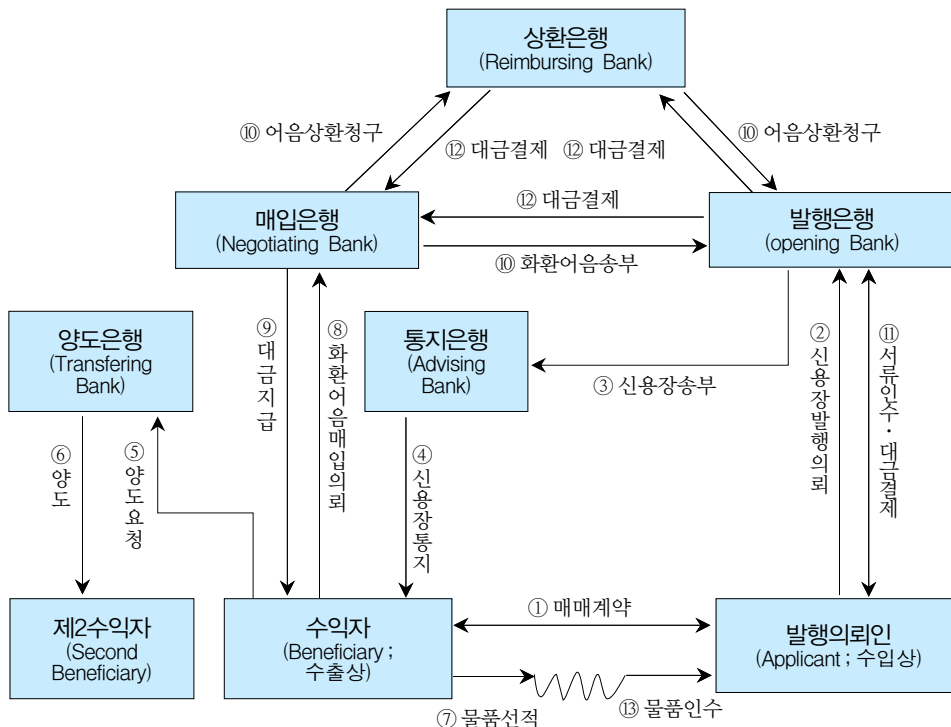 상환은행
(Reimbursing Bank)
⑩ 어음상환청구
⑩ 어음상환청구
⑫ 대금결제
⑫ 대금결제
매입은행
(Negotiating Bank)
⑫ 대금결제
발행은행
(opening Bank)
⑩ 화환어음송부
양도은행
(Transfering
Bank)
⑨ 대금지급
⑧ 화환어음매입의뢰
통지은행
(Advising
Bank)
③ 신용장송부
② 신용장발행의뢰
⑪ 서류인수·대금결제
⑥ 양도
⑤ 양도요청
④ 신용장통지
제2수익자
(Second
Beneficiary)
수익자
(Beneficiary ;
수출상)
① 매매계약
발행의뢰인
(Applicant ; 수입상)
⑦ 물품선적
⑬ 물품인수